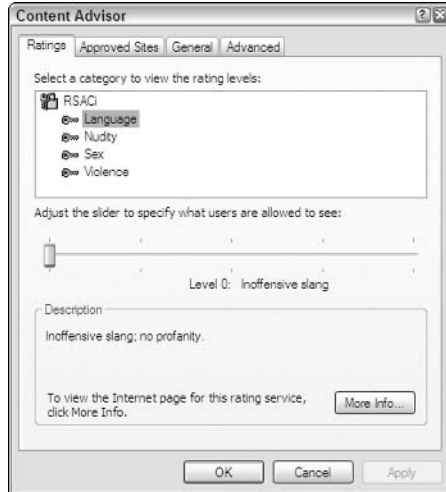 Content Advisor
Ratings Approved Sites General Advanced
Select a category to view the rating levels:
RSACi
Language
Nudity
Sex
Violence
Adjust the slider to specify what users are allowed to see:
Level 0: Inoffensive slang
Description
Inoffensive slang; no profanity.
To view the Internet page for this rating service,
click More Info.
More Info...
OK Cancel Apply